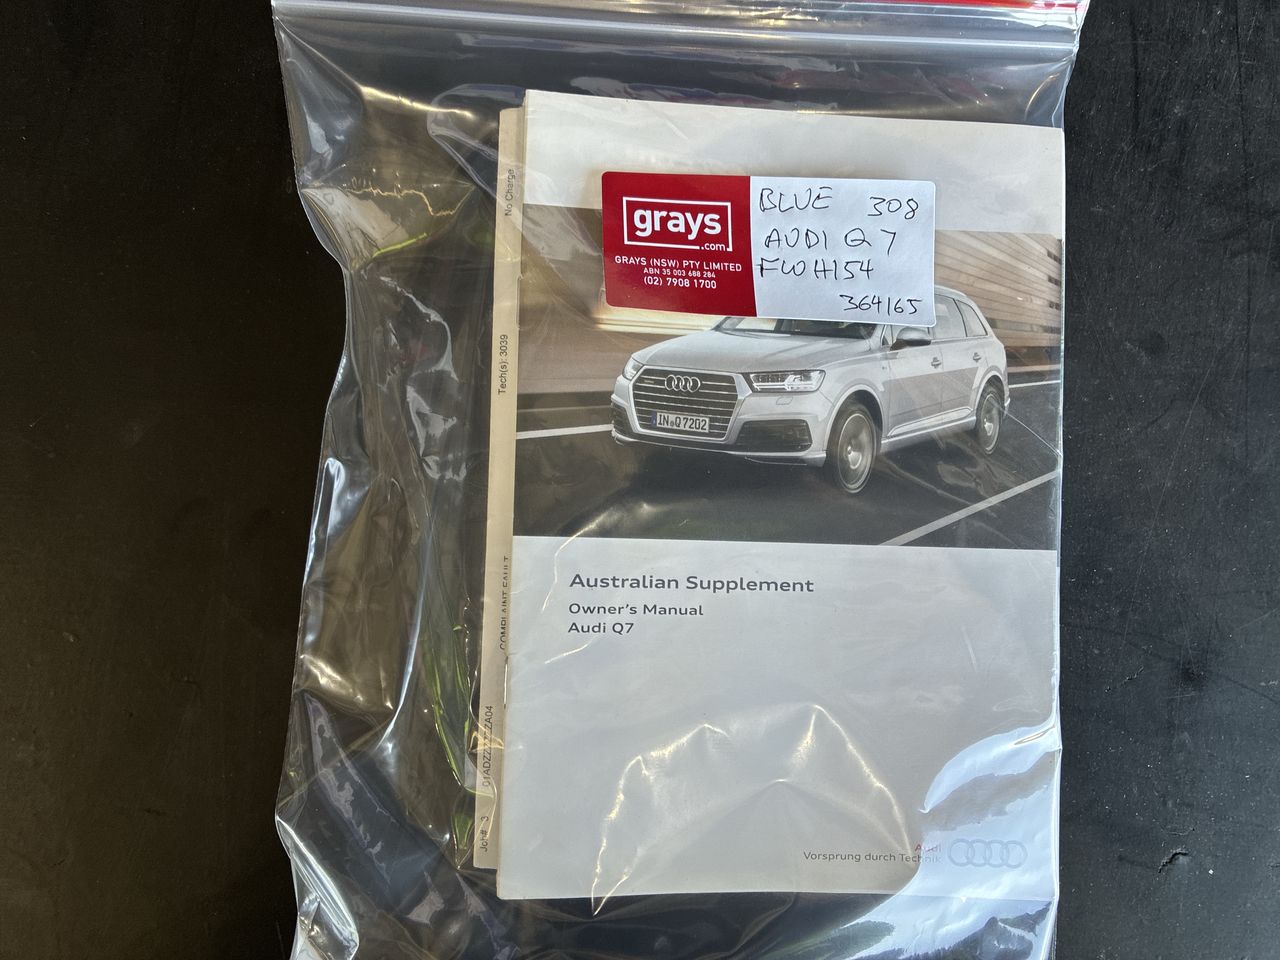 grays
.com
GRAYS (NSW) PTY LIMITED
ABN 35 003 688 284
(02) 7908 1700
BLUE 308
AUDI Q7
FWH154
364165
IN Q 7202
Australian Supplement
Owner's Manual
Audi Q7
Audi
Vorsprung durch Technik
No Charge
Tech(s): 3039
COMPLAINT FAULT
Job# 3